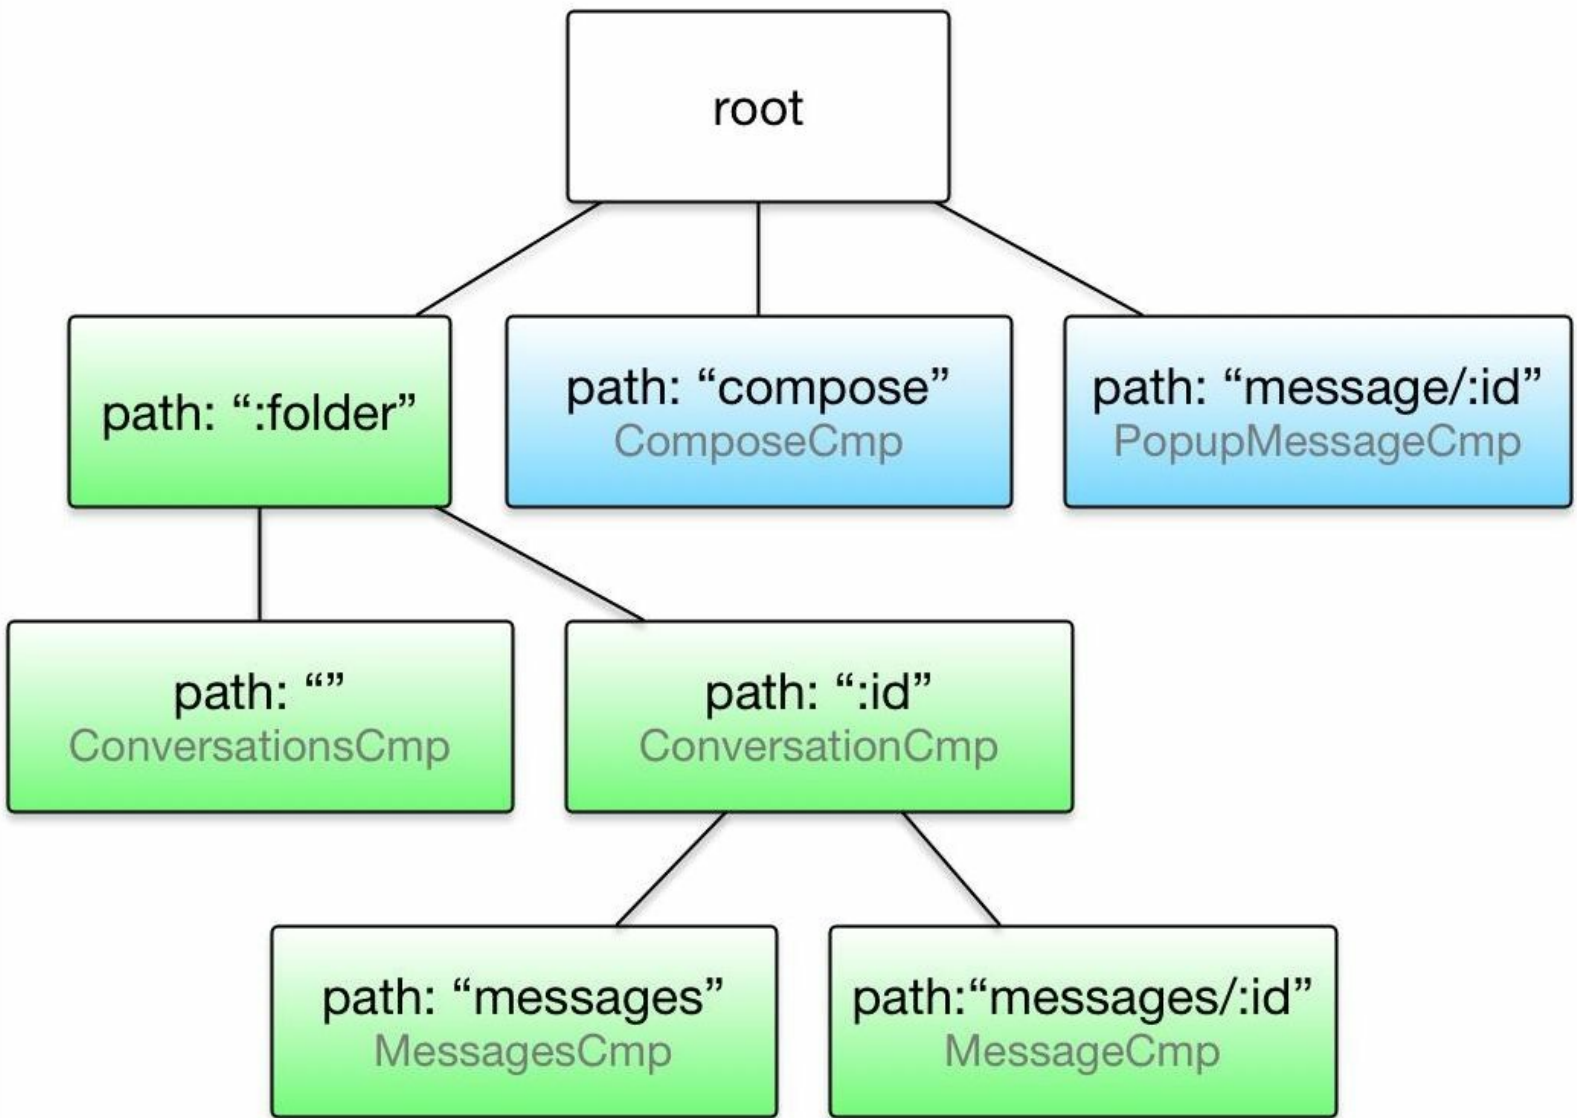 root
path: “:folder”
path: “compose”
ComposeCmp
path: “message/:id”
PopupMessageCmp
path: “”
ConversationsCmp
path: “:id”
ConversationCmp
path: “messages”
MessagesCmp
path:“messages/:id”
MessageCmp